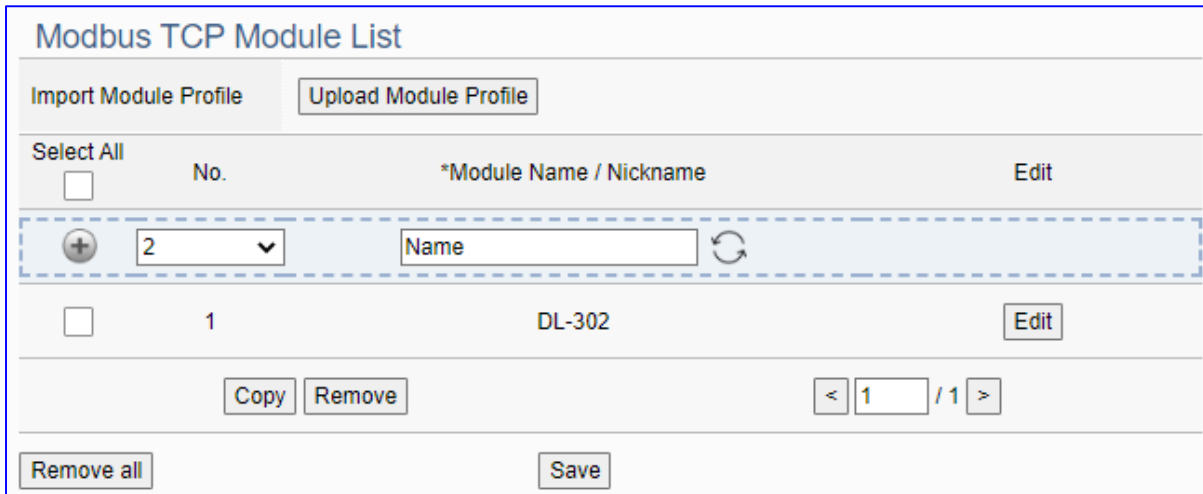 Modbus TCP Module List
Import Module Profile Upload Module Profile
Select All No. *Module Name / Nickname Edit
2 Name
1 DL-302 Edit
Copy Remove < 1 / 1 >
Remove all Save